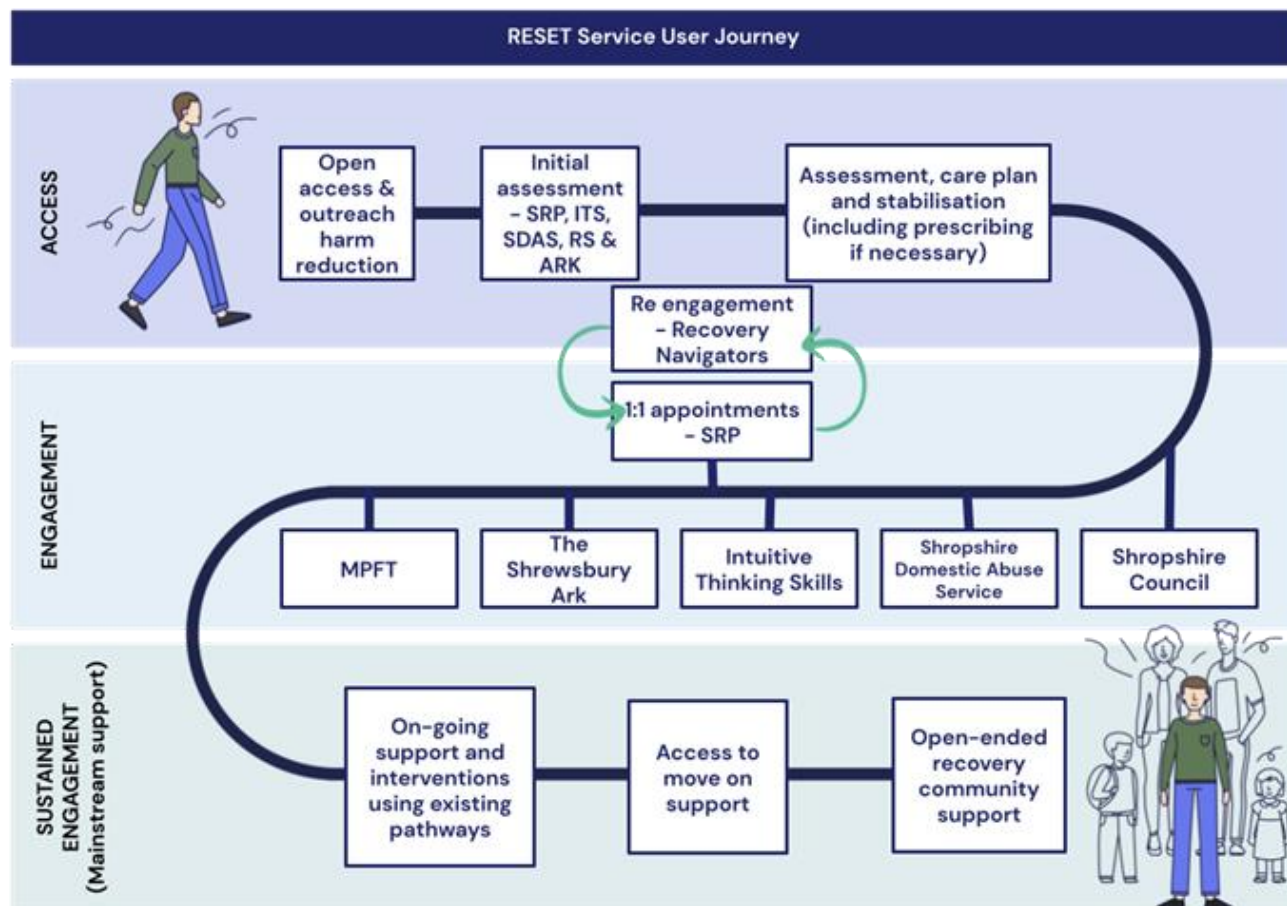 RESET Service User Journey
ACCESS
Open
access &
outreach
harm
reduction
Initial
assessment
- SRP, ITS,
SDAS, RS &
ARK
Assessment, care plan
and stabilisation
(including prescribing
if necessary)
Re engagement
- Recovery
Navigators
ENGAGEMENT
1:1 appointments
- SRP
MPFT
The
Shrewsbury
Ark
Intuitive
Thinking Skills
Shropshire
Domestic Abuse
Service
Shropshire
Council
SUSTAINED
ENGAGEMENT
(Mainstream support)
On-going
support and
interventions
using existing
pathways
Access to
move on
support
Open-ended
recovery
community
support